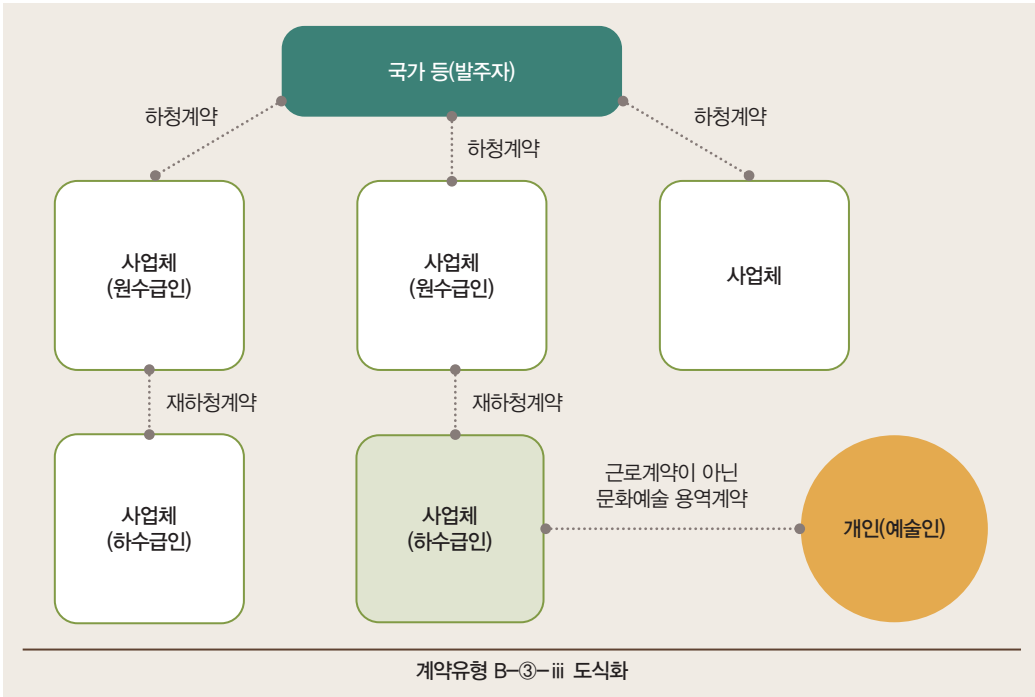 국가 등(발주자)
하청계약
하청계약
하청계약
사업체
(원수급인)
사업체
(원수급인)
사업체
재하청계약
재하청계약
사업체
(하수급인)
사업체
(하수급인)
근로계약이 아닌
문화예술 용역계약
개인(예술인)
계약유형 B-③-ⅲ 도식화